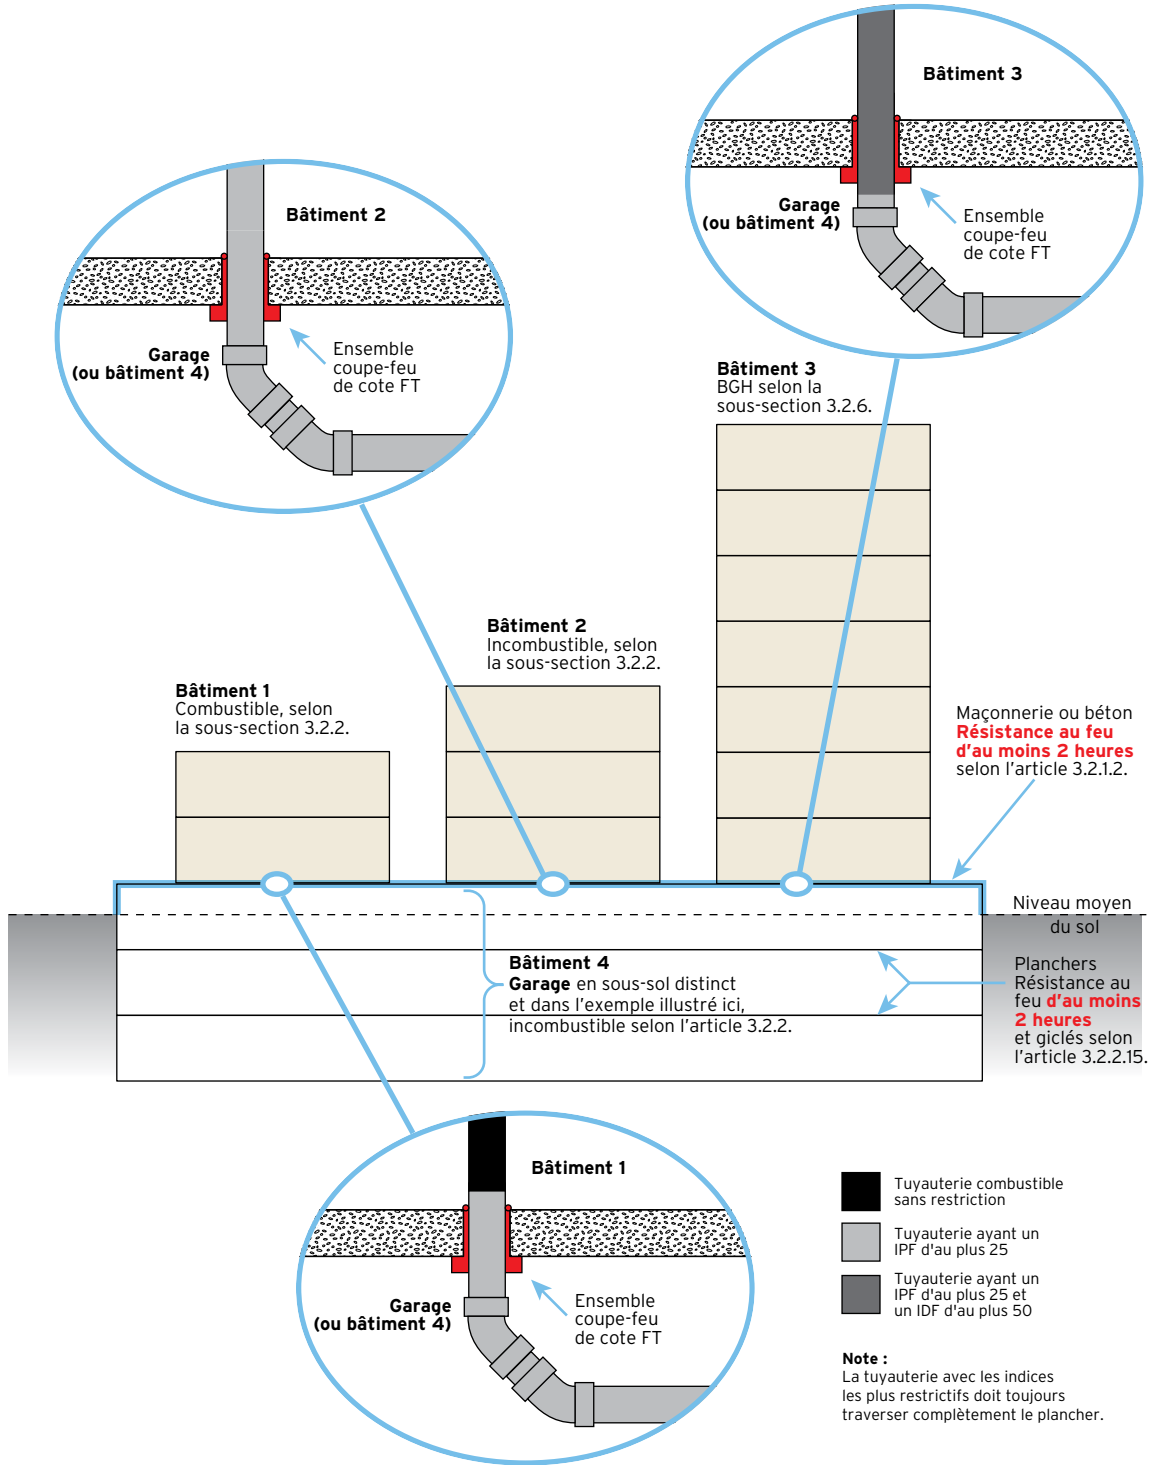 Bâtiment 3
Garage
(ou bâtiment 4)
Ensemble
coupe-feu
de cote FT
Bâtiment 2
Garage
(ou bâtiment 4)
Ensemble
coupe-feu
de cote FT
Bâtiment 3
BGH selon la
sous-section 3.2.6.
Bâtiment 2
Incombustible, selon
la sous-section 3.2.2.
Bâtiment 1
Combustible, selon
la sous-section 3.2.2.
Maçonnerie ou béton
Résistance au feu
d'au moins 2 heures
selon l'article 3.2.1.2.
Niveau moyen
du sol
Bâtiment 4
Garage en sous-sol distinct
et dans l'exemple illustré ici,
incombustible selon l'article 3.2.2.
Planchers
Résistance au
feu d'au moins
2 heures
et giclés selon
l'article 3.2.2.15.
Bâtiment 1
Garage
(ou bâtiment 4)
Ensemble
coupe-feu
de cote FT
Tuyauterie combustible
sans restriction
Tuyauterie ayant un
IPF d'au plus 25
Tuyauterie ayant un
IPF d'au plus 25 et
un IDF d'au plus 50
Note :
La tuyauterie avec les indices
les plus restrictifs doit toujours
traverser complètement le plancher.